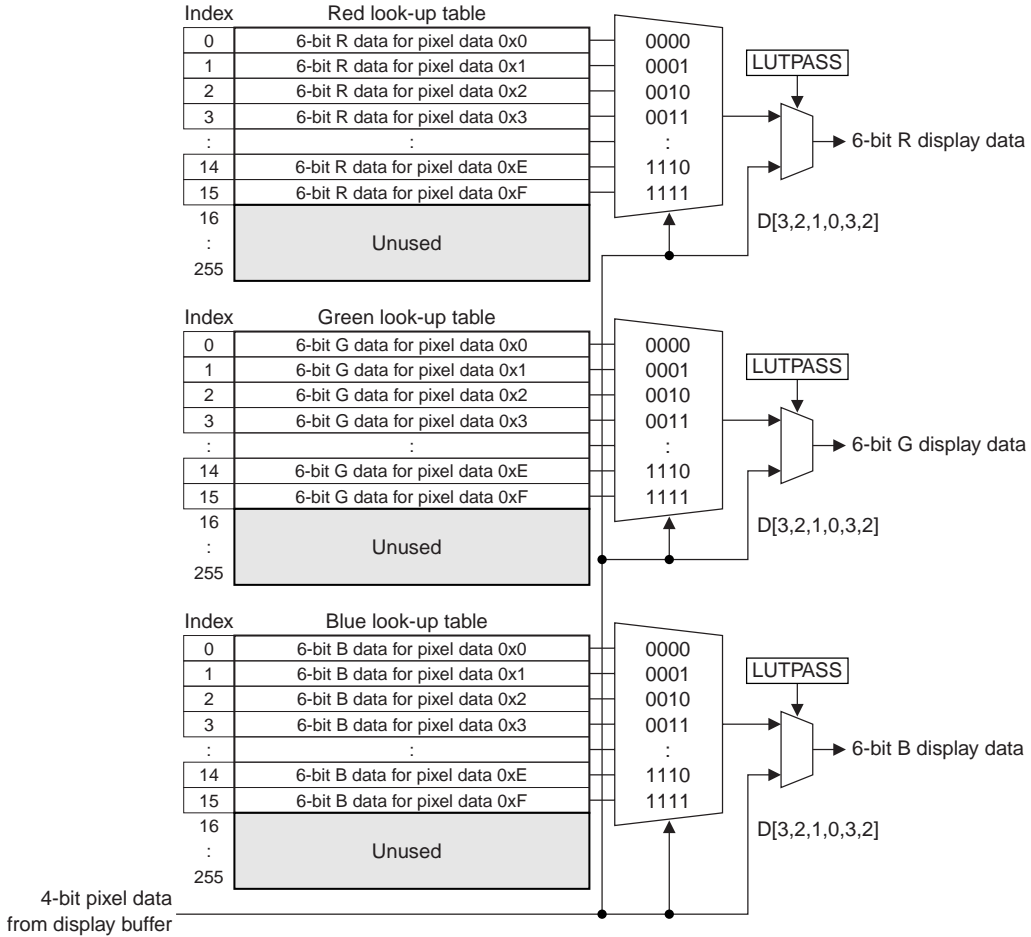 Index Red look-up table
0 6-bit R data for pixel data 0x0 0000
1 6-bit R data for pixel data 0x1 0001 LUTPASS
2 6-bit R data for pixel data 0x2 0010
3 6-bit R data for pixel data 0x3 0011
: : :
6-bit R display data
14 6-bit R data for pixel data 0xE 1110
15 6-bit R data for pixel data 0xF 1111
16
D[3,2,1,0,3,2]
: Unused
255
Index Green look-up table
0 6-bit G data for pixel data 0x0 0000
1 6-bit G data for pixel data 0x1 0001 LUTPASS
2 6-bit G data for pixel data 0x2 0010
3 6-bit G data for pixel data 0x3 0011
: : :
6-bit G display data
14 6-bit G data for pixel data 0xE 1110
15 6-bit G data for pixel data 0xF 1111
16
D[3,2,1,0,3,2]
: Unused
255
Index Blue look-up table
0 6-bit B data for pixel data 0x0 0000
1 6-bit B data for pixel data 0x1 0001 LUTPASS
2 6-bit B data for pixel data 0x2 0010
3 6-bit B data for pixel data 0x3 0011
: : :
6-bit B display data
14 6-bit B data for pixel data 0xE 1110
15 6-bit B data for pixel data 0xF 1111
16
D[3,2,1,0,3,2]
: Unused
255
4-bit pixel data
from display buffer